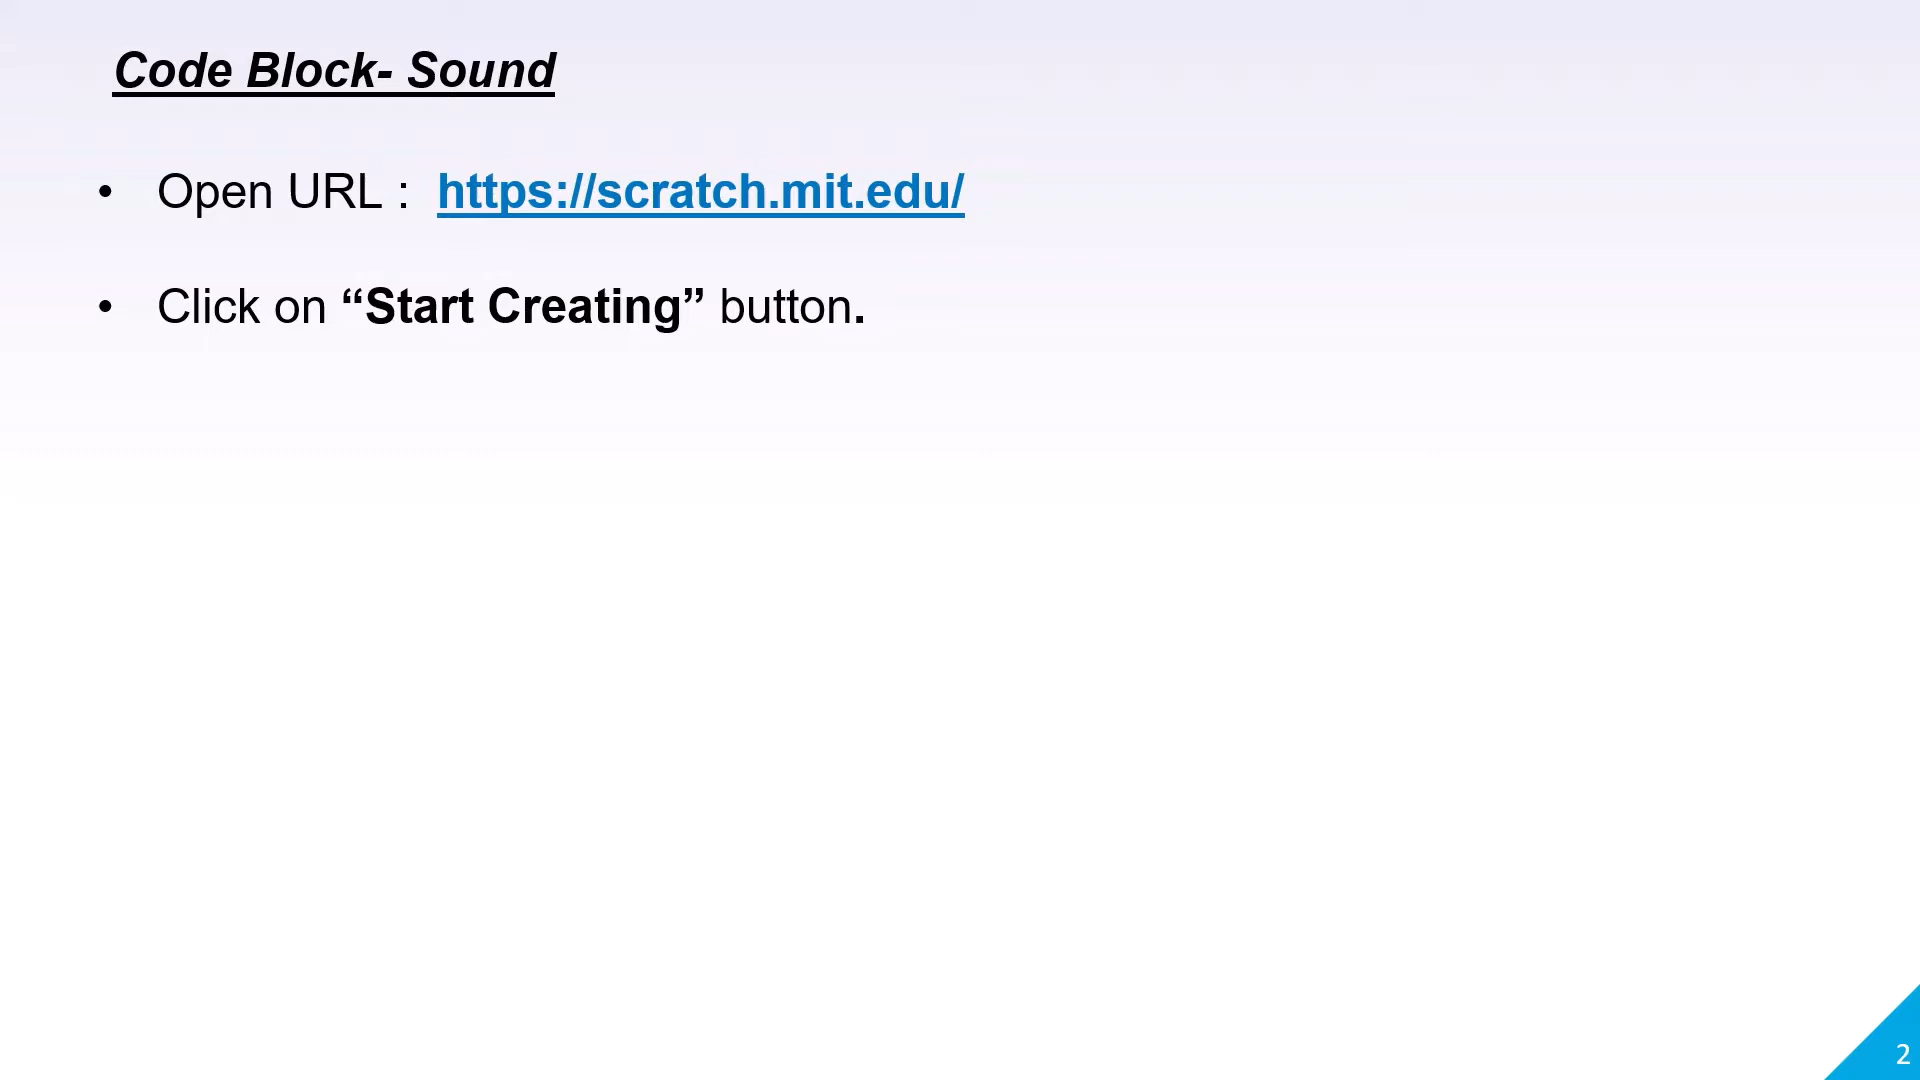 Code Block- Sound
• Open URL : https://scratch.mit.edu/
• Click on “Start Creating” button.
2